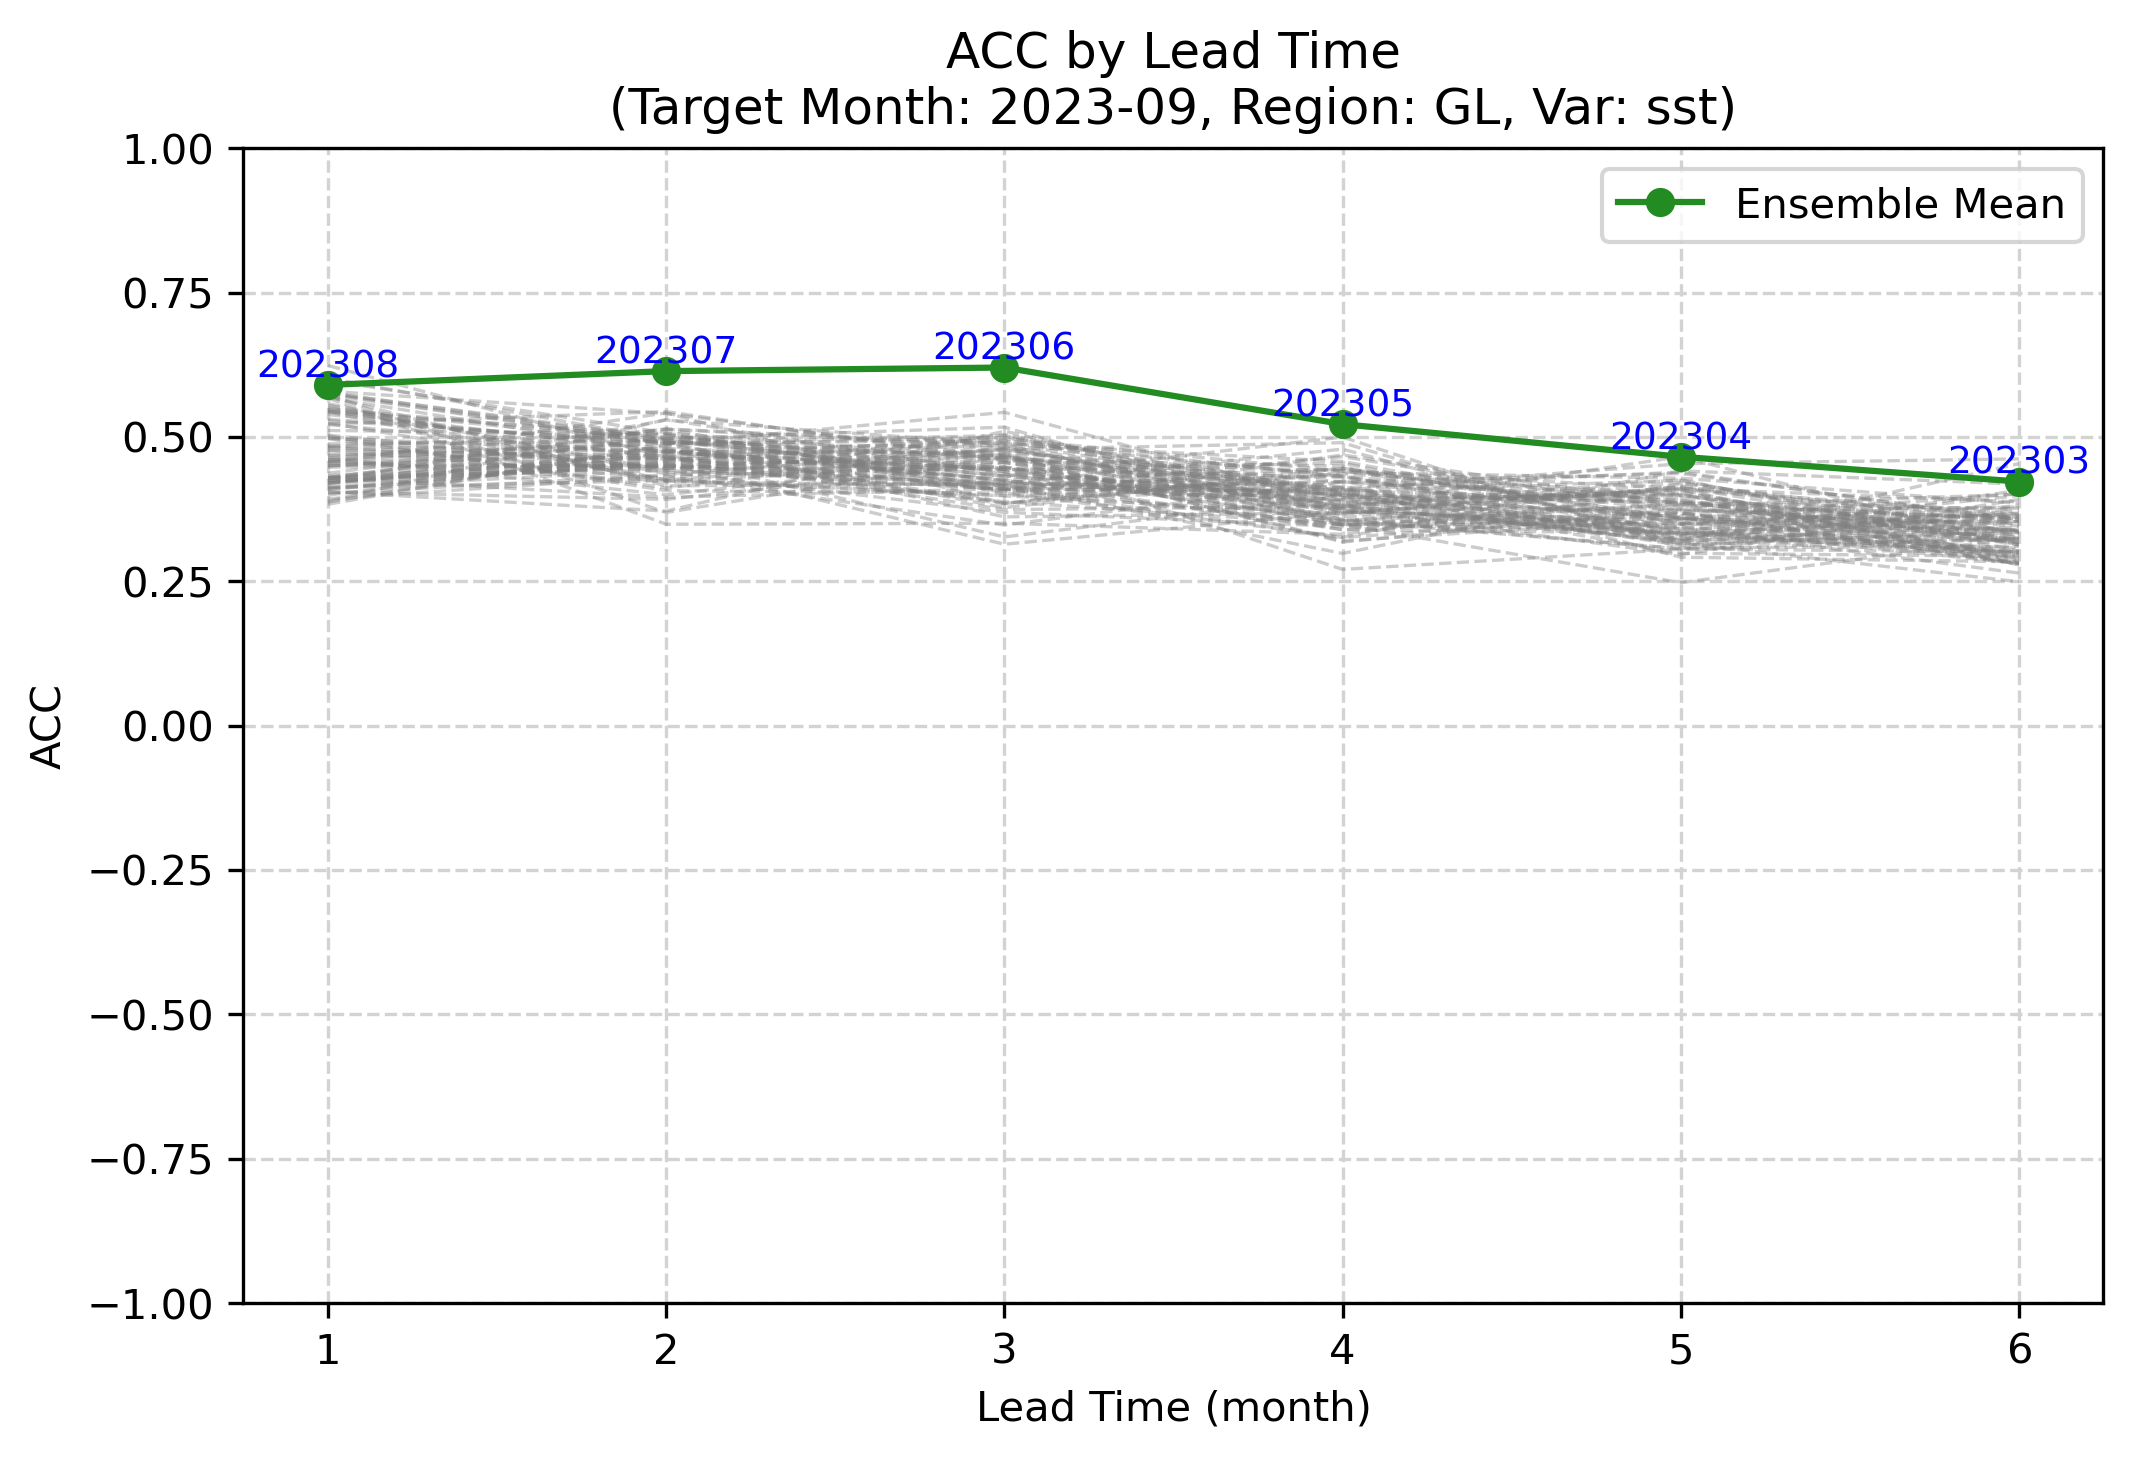 ACC by Lead Time
(Target Month: 2023-09, Region: GL, Var: sst)
1.00
0.75
0.50
0.25
0.00
−0.25
−0.50
−0.75
−1.00
ACC
Ensemble Mean
202308
202307
202306
202305
202304
202303
1 2 3 4 5 6
Lead Time (month)